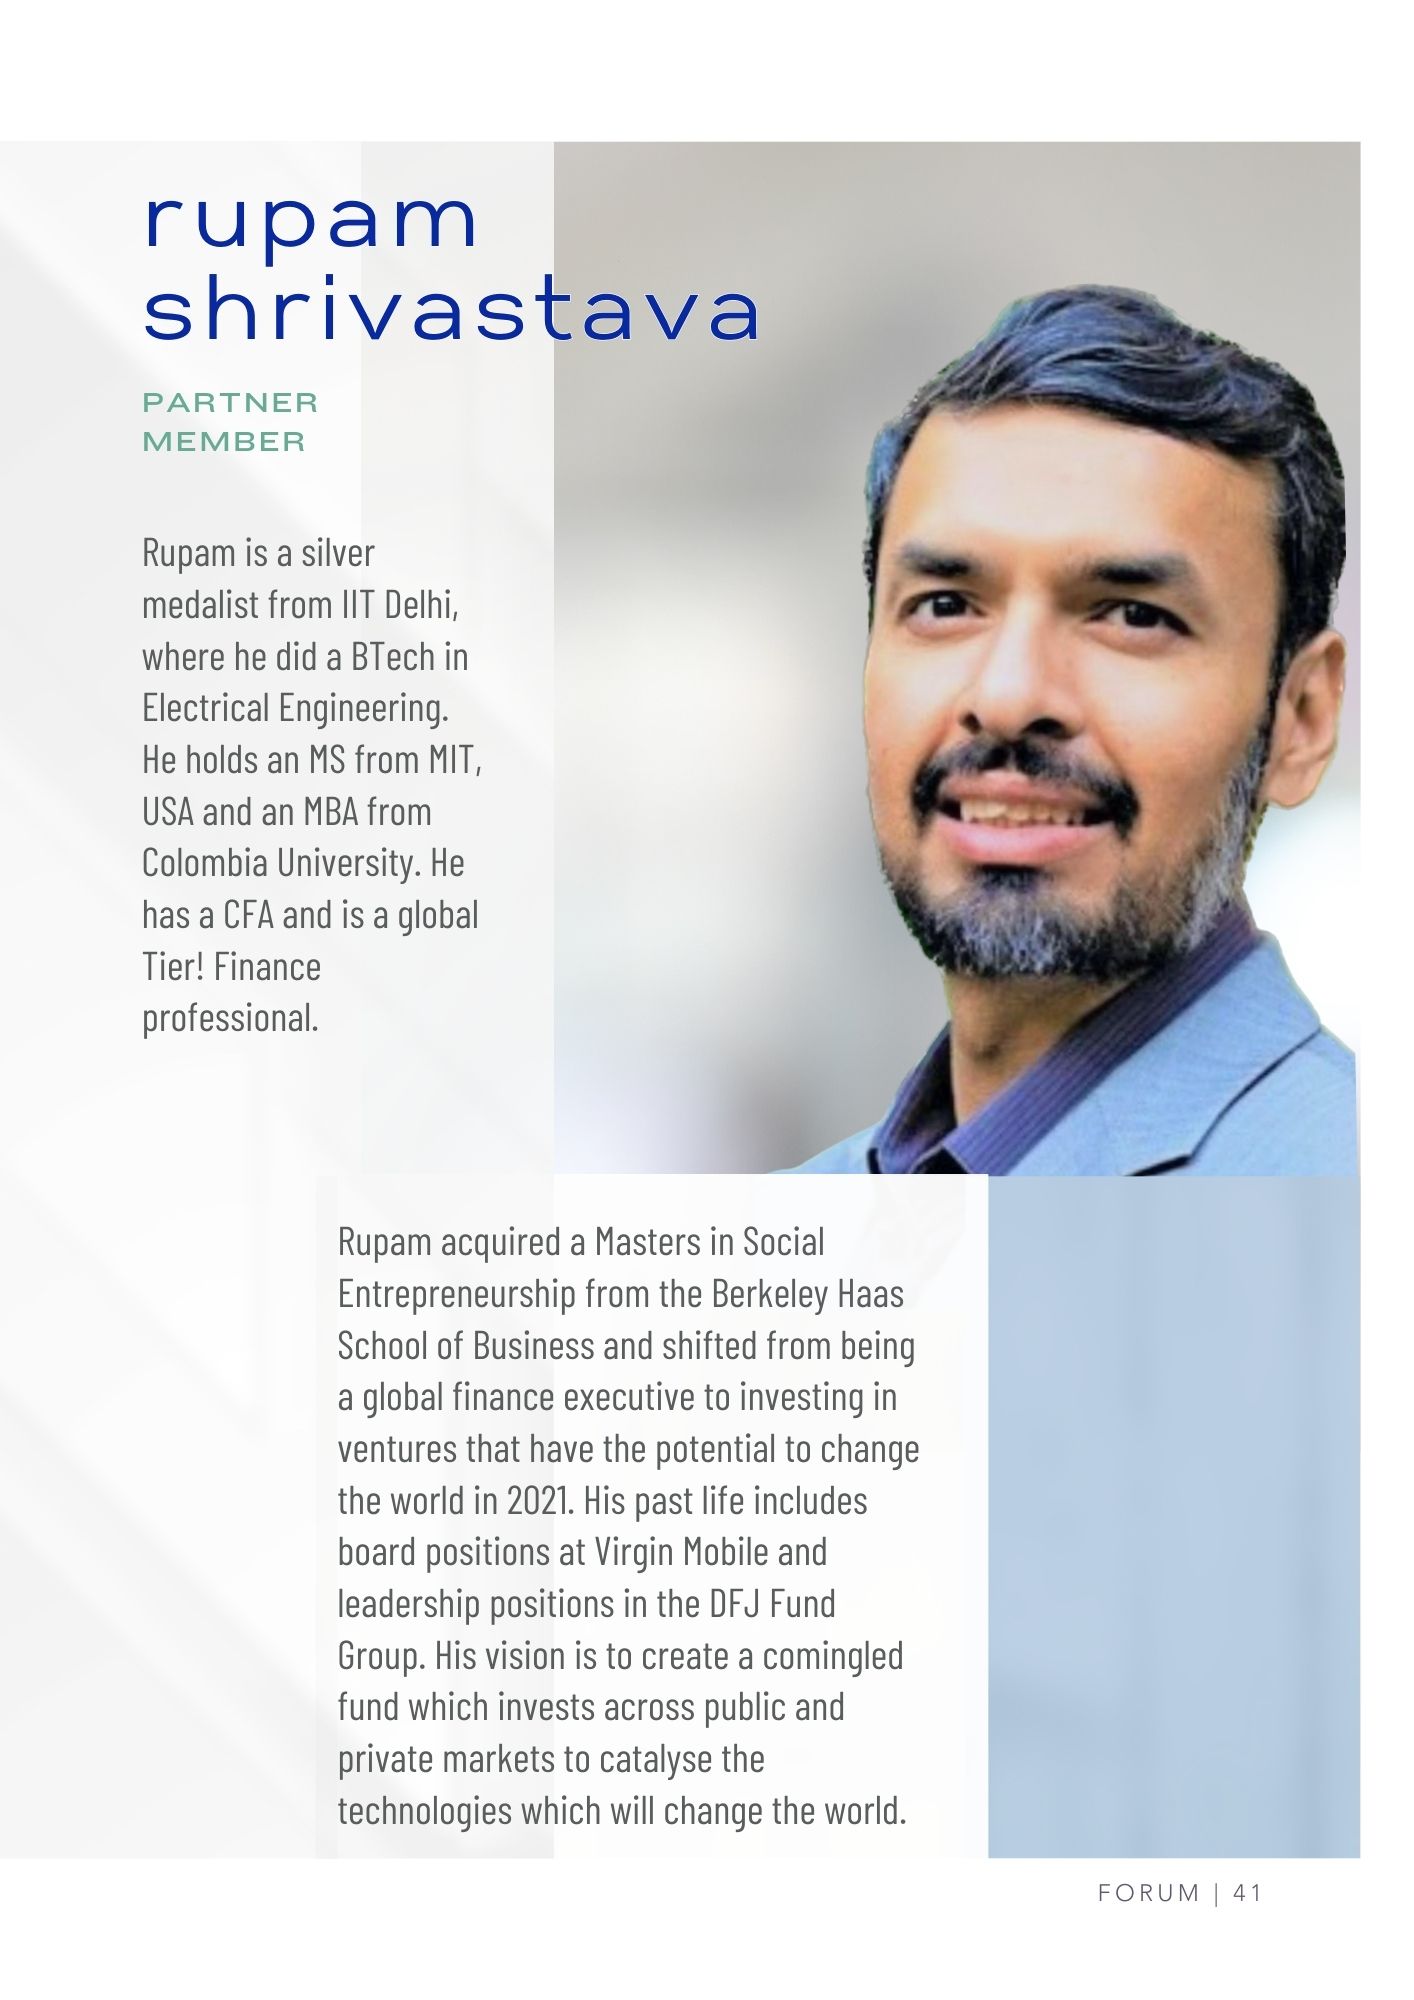 rupam
shrivastava
PARTNER
MEMBER
Rupam is a silver
medalist from IIT Delhi,
where he did a BTech in
Electrical Engineering.
He holds an MS from MIT,
USA and an MBA from
Colombia University. He
has a CFA and is a global
Tier! Finance
professional.
Rupam acquired a Masters in Social
Entrepreneurship from the Berkeley Haas
School of Business and shifted from being
a global finance executive to investing in
ventures that have the potential to change
the world in 2021. His past life includes
board positions at Virgin Mobile and
leadership positions in the DFJ Fund
Group. His vision is to create a comingled
fund which invests across public and
private markets to catalyse the
technologies which will change the world.
FORUM | 41